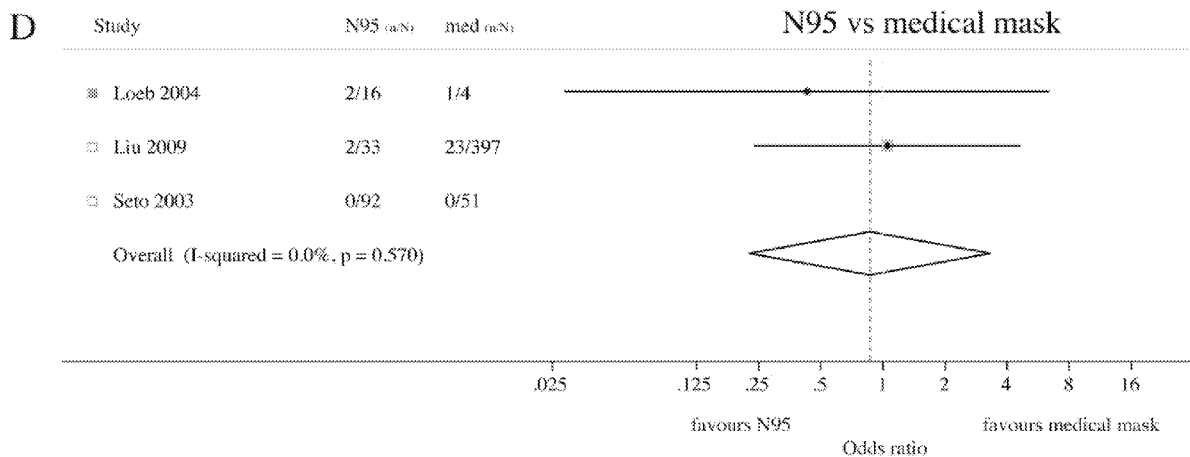 D
Study N95 (n/N) med (n/N) N95 vs medical mask
Loeb 2004 2/16 1/4
Liu 2009 2/33 23/397
Seto 2003 0/92 0/51
Overall (I-squared = 0.0%, p = 0.570)
.025 .125 .25 .5 1 2 4 8 16
favours N95 favours medical mask
Odds ratio